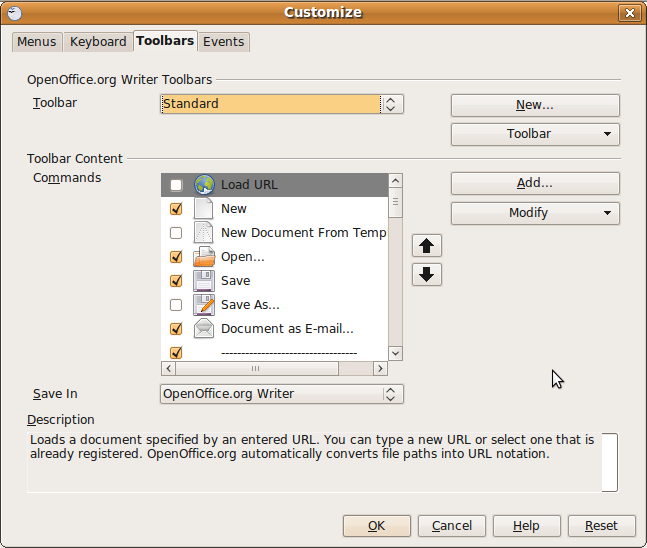 Customize
Menus Keyboard Toolbars Events
OpenOffice.org Writer Toolbars
Toolbar Standard New...
Toolbar
Toolbar Content
Commands Load URL Add...
New Modify
New Document From Temp
Open...
Save
Save As...
Document as E-mail...
----------------------------------
Save In OpenOffice.org Writer
Description
Loads a document specified by an entered URL. You can type a new URL or select one that is
already registered. OpenOffice.org automatically converts file paths into URL notation.
OK Cancel Help Reset